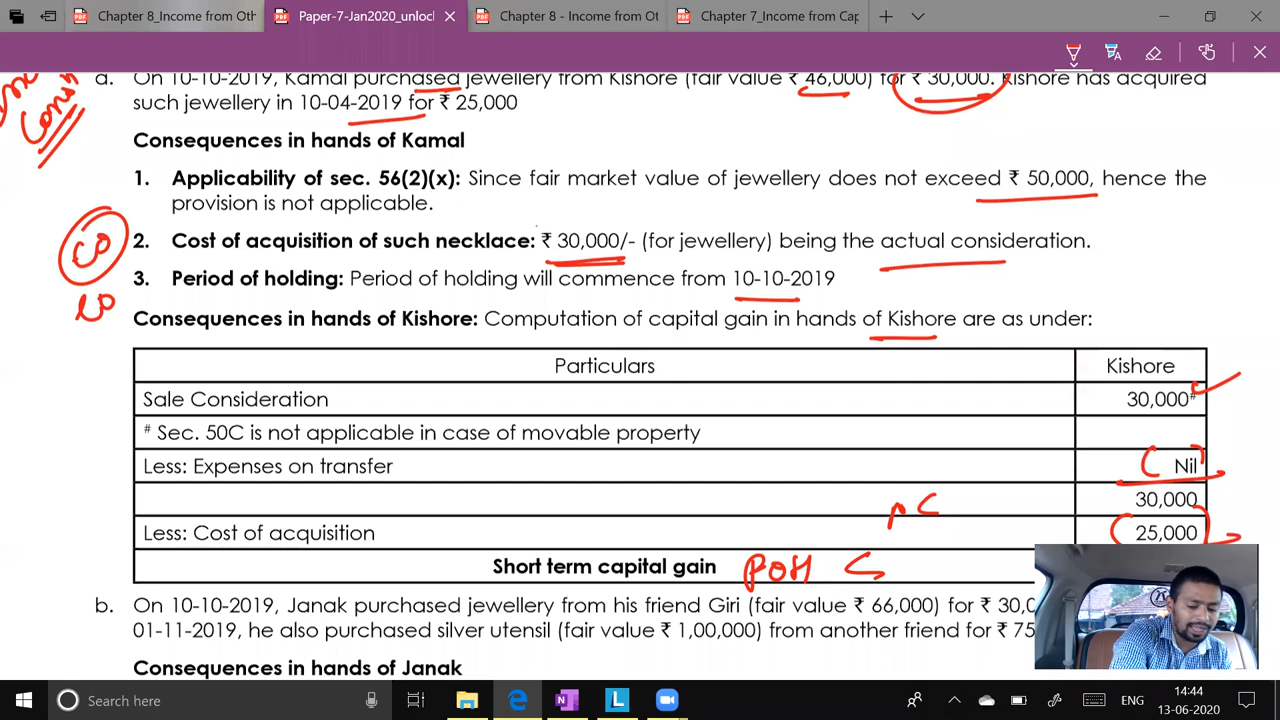 Chapter 8_Income from Oth
Paper-7-Jan2020_unlock
Chapter 8 - Income from Ot
Chapter 7_Income from Cap
a. On 10-10-2019, Kamal purchased jewellery from Kishore (fair value ₹ 46,000) for ₹ 30,000. Kishore has acquired
such jewellery in 10-04-2019 for ₹ 25,000
Consequences in hands of Kamal
1. Applicability of sec. 56(2)(x): Since fair market value of jewellery does not exceed ₹ 50,000, hence the
provision is not applicable.
2. Cost of acquisition of such necklace: ₹ 30,000/- (for jewellery) being the actual consideration.
3. Period of holding: Period of holding will commence from 10-10-2019
Consequences in hands of Kishore: Computation of capital gain in hands of Kishore are as under:
Particulars Kishore
Sale Consideration 30,000#
# Sec. 50C is not applicable in case of movable property
Less: Expenses on transfer Nil
30,000
Less: Cost of acquisition 25,000
Short term capital gain POH
b. On 10-10-2019, Janak purchased jewellery from his friend Giri (fair value ₹ 66,000) for ₹ 30,0
01-11-2019, he also purchased silver utensil (fair value ₹ 1,00,000) from another friend for ₹ 75
Consequences in hands of Janak
Search here
ENG
14:44
13-06-2020